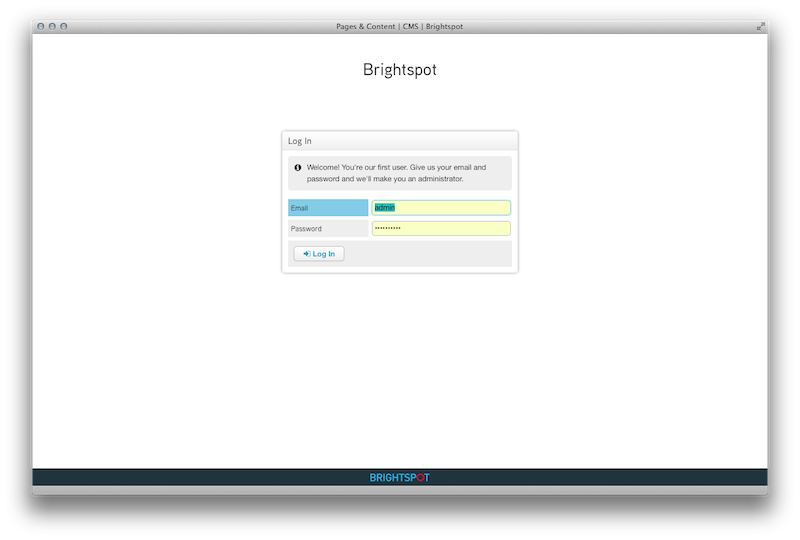 Pages & Content | CMS | Brightspot
Brightspot
Log In
Welcome! You're our first user. Give us your email and
password and we'll make you an administrator.
Email
admin
Password
••••••••••
Log In
BRIGHTSPOT